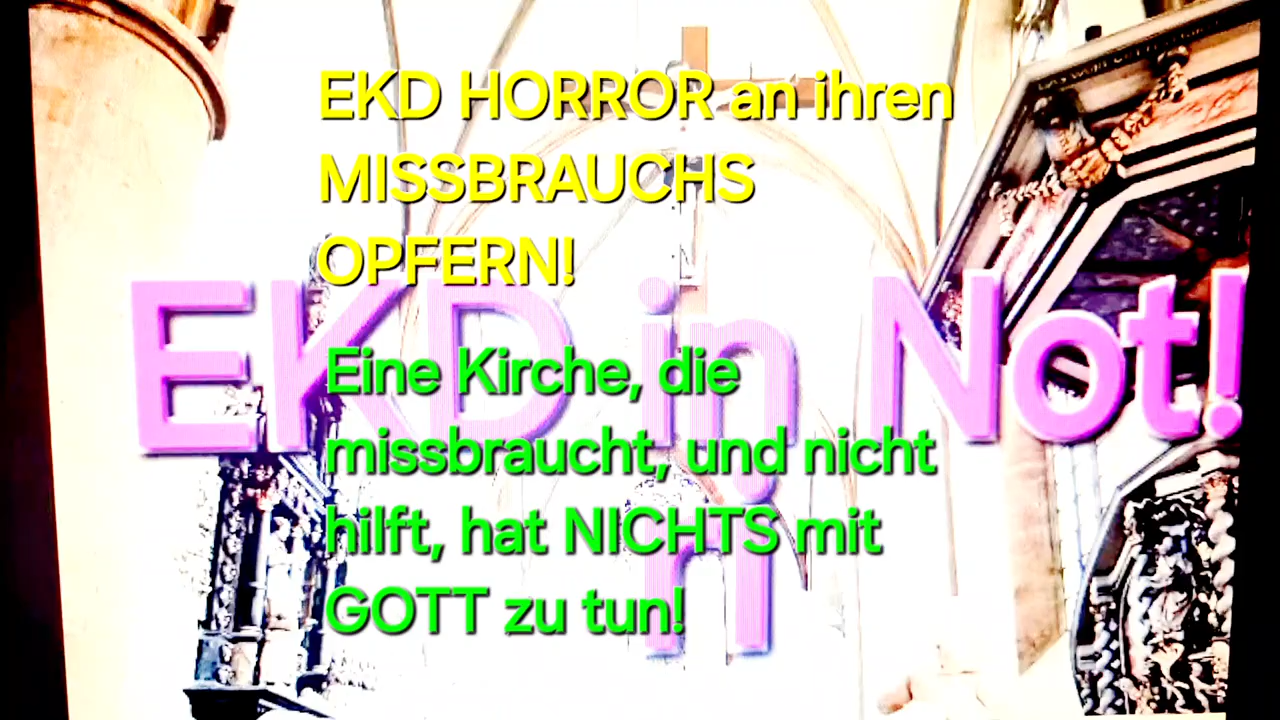 EKD HORROR an ihren
MISSBRAUCHS
OPFERN!
EKD in Not!
Eine Kirche, die
missbraucht, und nicht
hilft, hat NICHTS mit
GOTT zu tun!